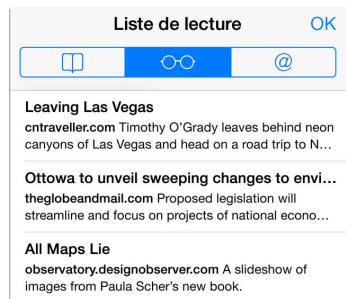 Liste de lecture OK
@
Leaving Las Vegas
cntraveller.com Timothy O’Grady leaves behind neon
canyons of Las Vegas and head on a road trip to N…
Ottowa to unveil sweeping changes to envi…
theglobeandmail.com Proposed legislation will
streamline and focus on projects of national econo…
All Maps Lie
observatory.designobserver.com A slideshow of
images from Paula Scher’s new book.